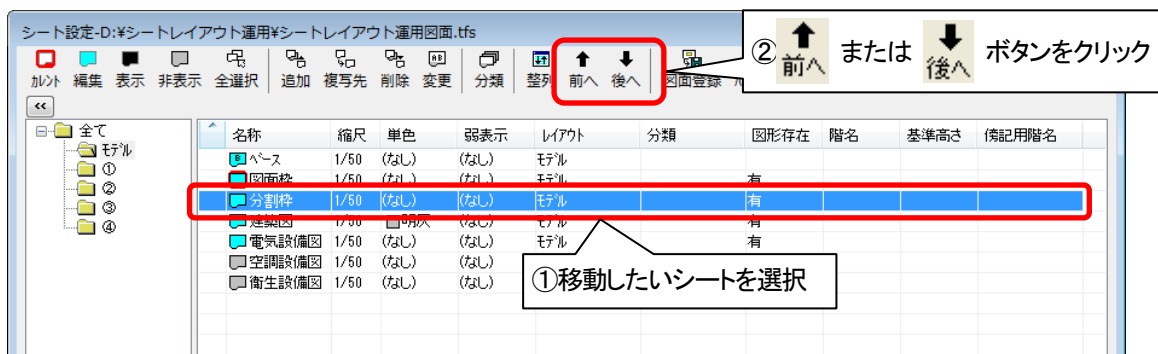 シート設定-D:¥シートレイアウト運用¥シートレイアウト運用図面.tfs
カレント 編集 表示 非表示 全選択 追加 複写先 削除 変更 分類 整列 前へ 後へ 図面登録
②前へ または 後へ ボタンをクリック
全て
モデル
①
②
③
④
名称 縮尺 単色 弱表示 レイアウト 分類 図形存在 階名 基準高さ 傍記用階名
ベース 1/50 (なし) (なし) モデル
図面枠 1/50 (なし) (なし) モデル 有
分割枠 1/50 (なし) (なし) モデル 有
建築図 1/50 明灰 (なし) モデル 有
電気設備図 1/50 (なし) (なし) モデル 有
空調設備図 1/50 (なし) (なし)
衛生設備図 1/50 (なし) (なし)
①移動したいシートを選択